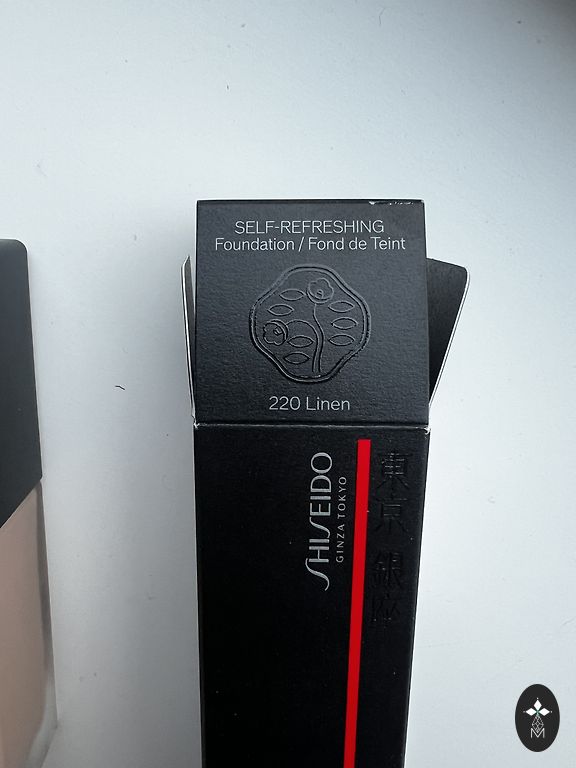 SELF-REFRESHING
Foundation / Fond de Teint
220 Linen
SHISEIDO
GINZA TOKYO
東京 銀座